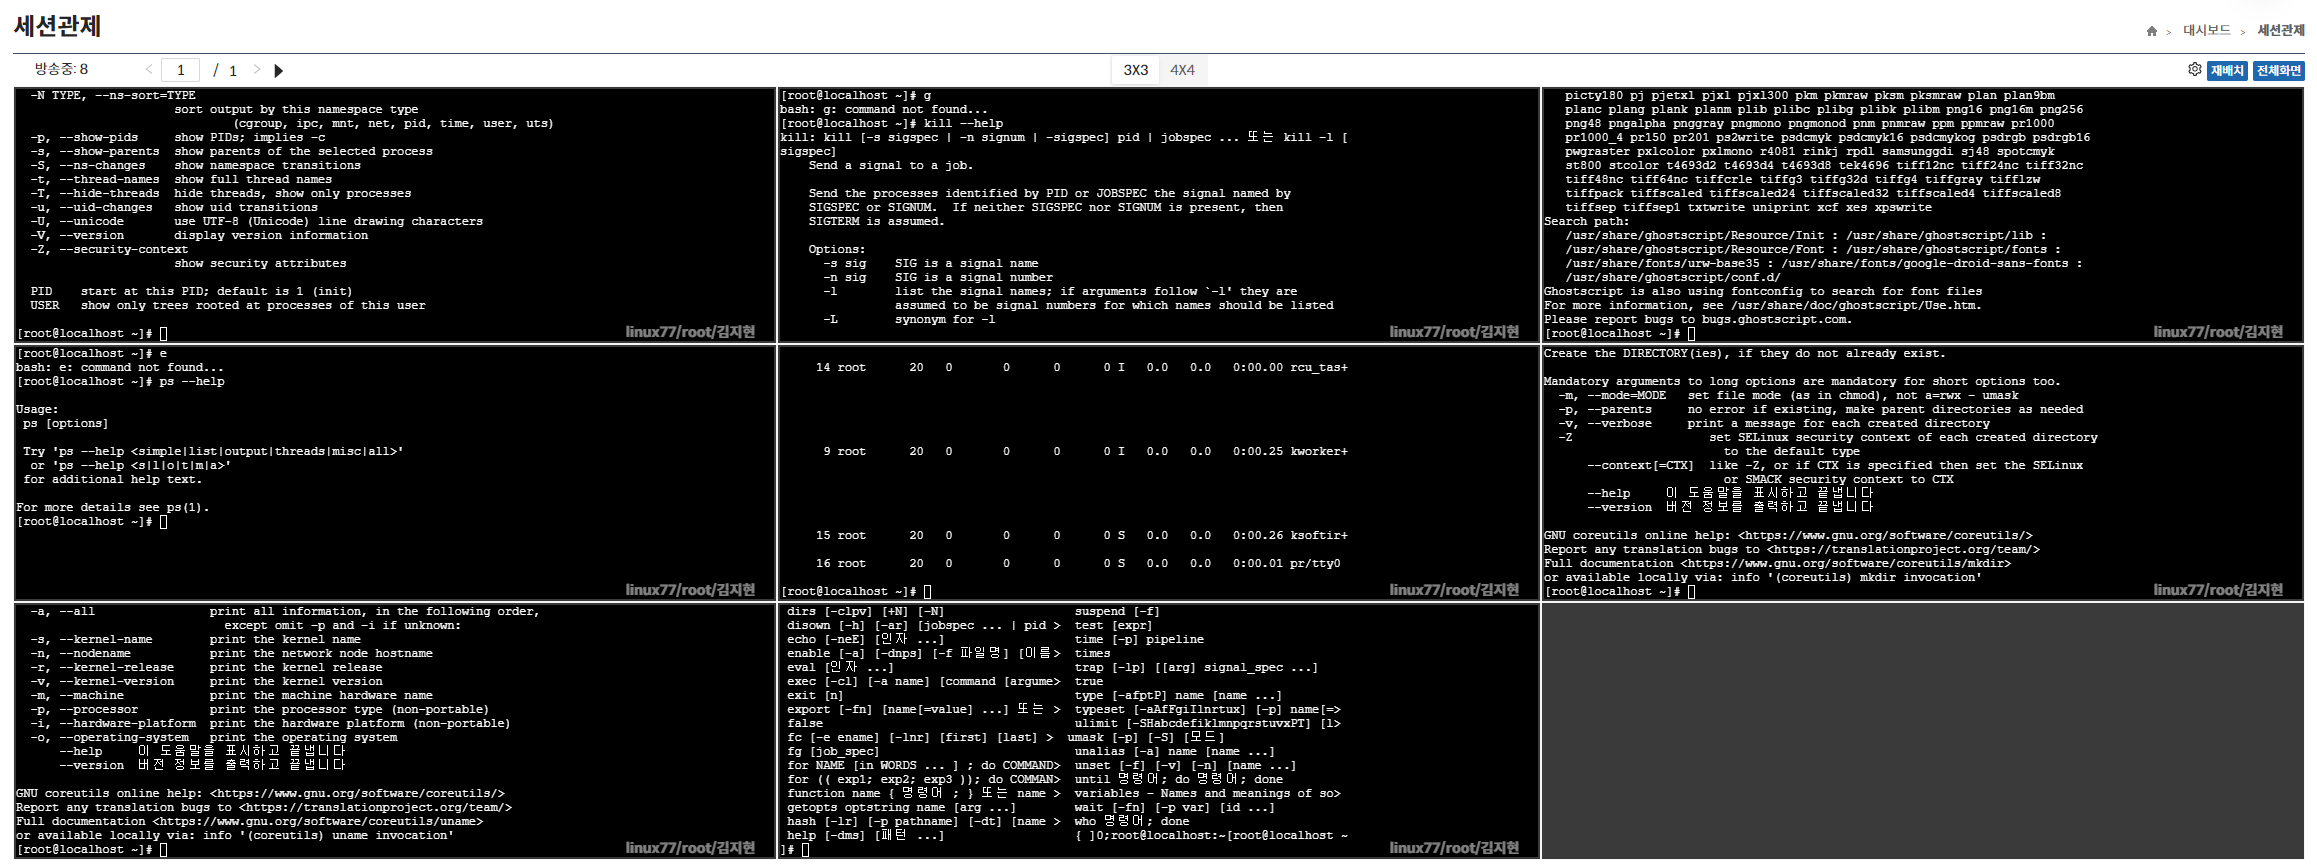 세션관제
> 대시보드 > 세션관제
방송중: 8 < 1 / 1 >
3X3 4X4
재배치 전체화면
-N TYPE, --ns-sort=TYPE
sort output by this namespace type
(cgroup, ipc, mnt, net, pid, time, user, uts)
-p, --show-pids show PIDs; implies -c
-s, --show-parents show parents of the selected process
-S, --ns-changes show namespace transitions
-t, --thread-names show full thread names
-T, --hide-threads hide threads, show only processes
-u, --uid-changes show uid transitions
-U, --unicode use UTF-8 (Unicode) line drawing characters
-V, --version display version information
-Z, --security-context
show security attributes
PID start at this PID; default is 1 (init)
USER show only trees rooted at processes of this user
[root@localhost ~]#
linux77/root/김지현
[root@localhost ~]# g
bash: g: command not found...
[root@localhost ~]# kill --help
kill: kill [-s sigspec | -n signum | -sigspec] pid | jobspec ... 또는 kill -l [
sigspec]
Send a signal to a job.
Send the processes identified by PID or JOBSPEC the signal named by
SIGSPEC or SIGNUM. If neither SIGSPEC nor SIGNUM is present, then
SIGTERM is assumed.
Options:
-s sig SIG is a signal name
-n sig SIG is a signal number
-l list the signal names; if arguments follow `-l' they are
assumed to be signal numbers for which names should be listed
-L synonym for -l
linux77/root/김지현
picty180 pj pjetxl pjxl pjxl300 pkm pkmraw pksm pksmraw plan plan9bm
planc plang plank planm plib plibc plibg plibk plibm png16 png16m png256
png48 pngalpha pnggray pngmono pngmonod pnm pnmraw ppm ppmraw pr1000
pr1000_4 pr150 pr201 ps2write psdcmyk psdcmyk16 psdcmykog psdrgb psdrgb16
pwgraster pxlcolor pxlmono r4081 rinkj rpdl samsunggdi sj48 spotcmyk
st800 stcolor t4693d2 t4693d4 t4693d8 tek4696 tiff12nc tiff24nc tiff32nc
tiff48nc tiff64nc tiffcrle tiffg3 tiffg32d tiffg4 tiffgray tifflzw
tiffpack tiffscaled tiffscaled24 tiffscaled32 tiffscaled4 tiffscaled8
tiffsep tiffsep1 txtwrite uniprint xcf xes xpswrite
Search path:
/usr/share/ghostscript/Resource/Init : /usr/share/ghostscript/lib :
/usr/share/ghostscript/Resource/Font : /usr/share/ghostscript/fonts :
/usr/share/fonts/urw-base35 : /usr/share/fonts/google-droid-sans-fonts :
/usr/share/ghostscript/conf.d/
Ghostscript is also using fontconfig to search for font files
For more information, see /usr/share/doc/ghostscript/Use.htm.
Please report bugs to bugs.ghostscript.com.
[root@localhost ~]#
linux77/root/김지현
[root@localhost ~]# e
bash: e: command not found...
[root@localhost ~]# ps --help
Usage:
ps [options]
Try 'ps --help <simple|list|output|threads|misc|all>'
or 'ps --help <s|l|o|t|m|a>'
for additional help text.
For more details see ps(1).
[root@localhost ~]#
linux77/root/김지현
14 root 20 0 0 0 0 I 0.0 0.0 0:00.00 rcu_tas+
9 root 20 0 0 0 0 I 0.0 0.0 0:00.25 kworker+
15 root 20 0 0 0 0 S 0.0 0.0 0:00.26 ksoftir+
16 root 20 0 0 0 0 S 0.0 0.0 0:00.01 pr/tty0
[root@localhost ~]#
linux77/root/김지현
Create the DIRECTORY(ies), if they do not already exist.
Mandatory arguments to long options are mandatory for short options too.
-m, --mode=MODE set file mode (as in chmod), not a=rwx - umask
-p, --parents no error if existing, make parent directories as needed
-v, --verbose print a message for each created directory
-Z set SELinux security context of each created directory
to the default type
--context[=CTX] like -Z, or if CTX is specified then set the SELinux
or SMACK security context to CTX
--help 이 도움말을 표시하고 끝냅니다
--version 버전 정보를 출력하고 끝냅니다
GNU coreutils online help: <https://www.gnu.org/software/coreutils/>
Report any translation bugs to <https://translationproject.org/team/>
Full documentation <https://www.gnu.org/software/coreutils/mkdir>
or available locally via: info '(coreutils) mkdir invocation'
[root@localhost ~]#
linux77/root/김지현
-a, --all print all information, in the following order,
except omit -p and -i if unknown:
-s, --kernel-name print the kernel name
-n, --nodename print the network node hostname
-r, --kernel-release print the kernel release
-v, --kernel-version print the kernel version
-m, --machine print the machine hardware name
-p, --processor print the processor type (non-portable)
-i, --hardware-platform print the hardware platform (non-portable)
-o, --operating-system print the operating system
--help 이 도움말을 표시하고 끝냅니다
--version 버전 정보를 출력하고 끝냅니다
GNU coreutils online help: <https://www.gnu.org/software/coreutils/>
Report any translation bugs to <https://translationproject.org/team/>
Full documentation <https://www.gnu.org/software/coreutils/uname>
or available locally via: info '(coreutils) uname invocation'
[root@localhost ~]#
linux77/root/김지현
dirs [-clpv] [+N] [-N] suspend [-f]
disown [-h] [-ar] [jobspec ... | pid > test [expr]
echo [-neE] [인자 ...] time [-p] pipeline
enable [-a] [-dnps] [-f 파일명] [이름> times
eval [인자 ...] trap [-lp] [[arg] signal_spec ...]
exec [-cl] [-a name] [command [argume> true
exit [n] type [-afptP] name [name ...]
export [-fn] [name[=value] ...] 또는 > typeset [-aAfFgiIlnrtux] [-p] name[=>
false ulimit [-SHabcdefiklmnpqrstuvxPT] [l>
fc [-e ename] [-lnr] [first] [last] > umask [-p] [-S] [모드]
fg [job_spec] unalias [-a] name [name ...]
for NAME [in WORDS ... ] ; do COMMAND> unset [-f] [-v] [-n] [name ...]
for (( exp1; exp2; exp3 )); do COMMAN> until 명령어; do 명령어; done
function name { 명령어 ; } 또는 name > variables - Names and meanings of so>
getopts optstring name [arg ...] wait [-fn] [-p var] [id ...]
hash [-lr] [-p pathname] [-dt] [name > who 명령어; done
help [-dms] [패턴 ...] { ]0;root@localhost:~[root@localhost ~
]#
linux77/root/김지현